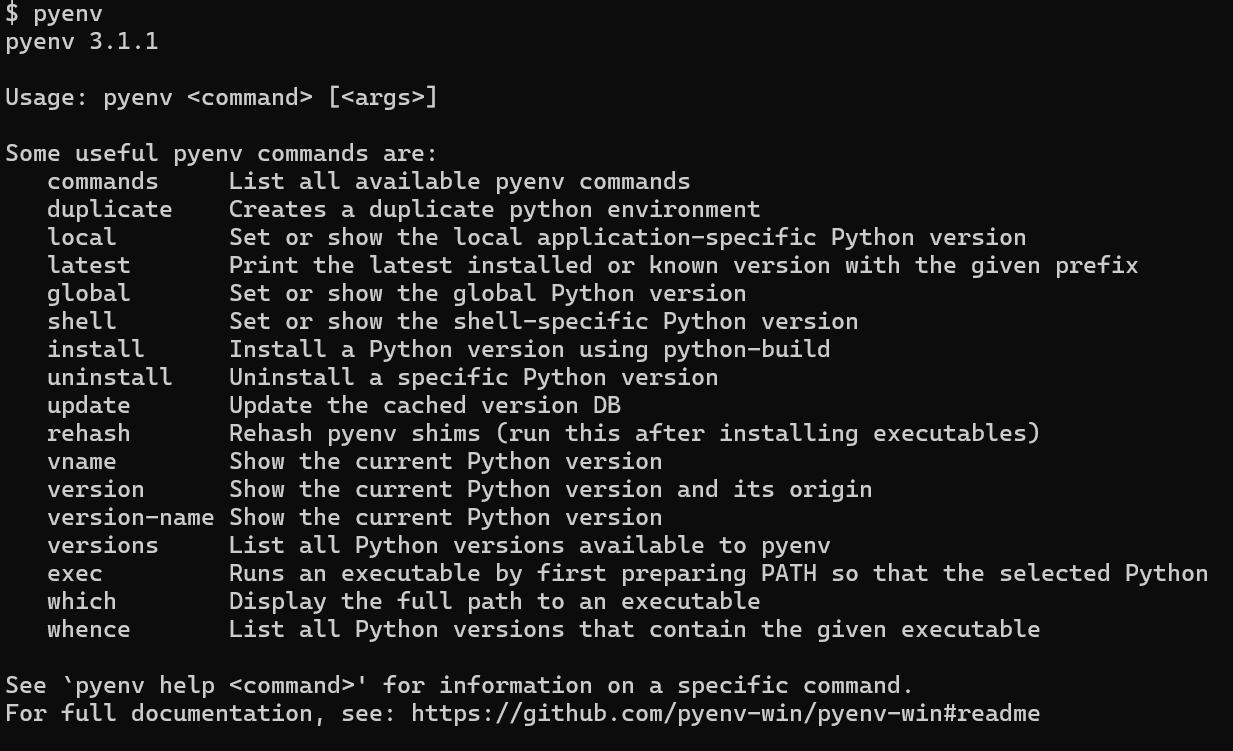 $ pyenv
pyenv 3.1.1
Usage: pyenv <command> [<args>]
Some useful pyenv commands are:
commands     List all available pyenv commands
duplicate    Creates a duplicate python environment
local        Set or show the local application-specific Python version
latest       Print the latest installed or known version with the given prefix
global       Set or show the global Python version
shell        Set or show the shell-specific Python version
install      Install a Python version using python-build
uninstall    Uninstall a specific Python version
update       Update the cached version DB
rehash       Rehash pyenv shims (run this after installing executables)
vname        Show the current Python version
version      Show the current Python version and its origin
version-name Show the current Python version
versions     List all Python versions available to pyenv
exec         Runs an executable by first preparing PATH so that the selected Python
which        Display the full path to an executable
whence       List all Python versions that contain the given executable
See `pyenv help <command>' for information on a specific command.
For full documentation, see: https://github.com/pyenv-win/pyenv-win#readme